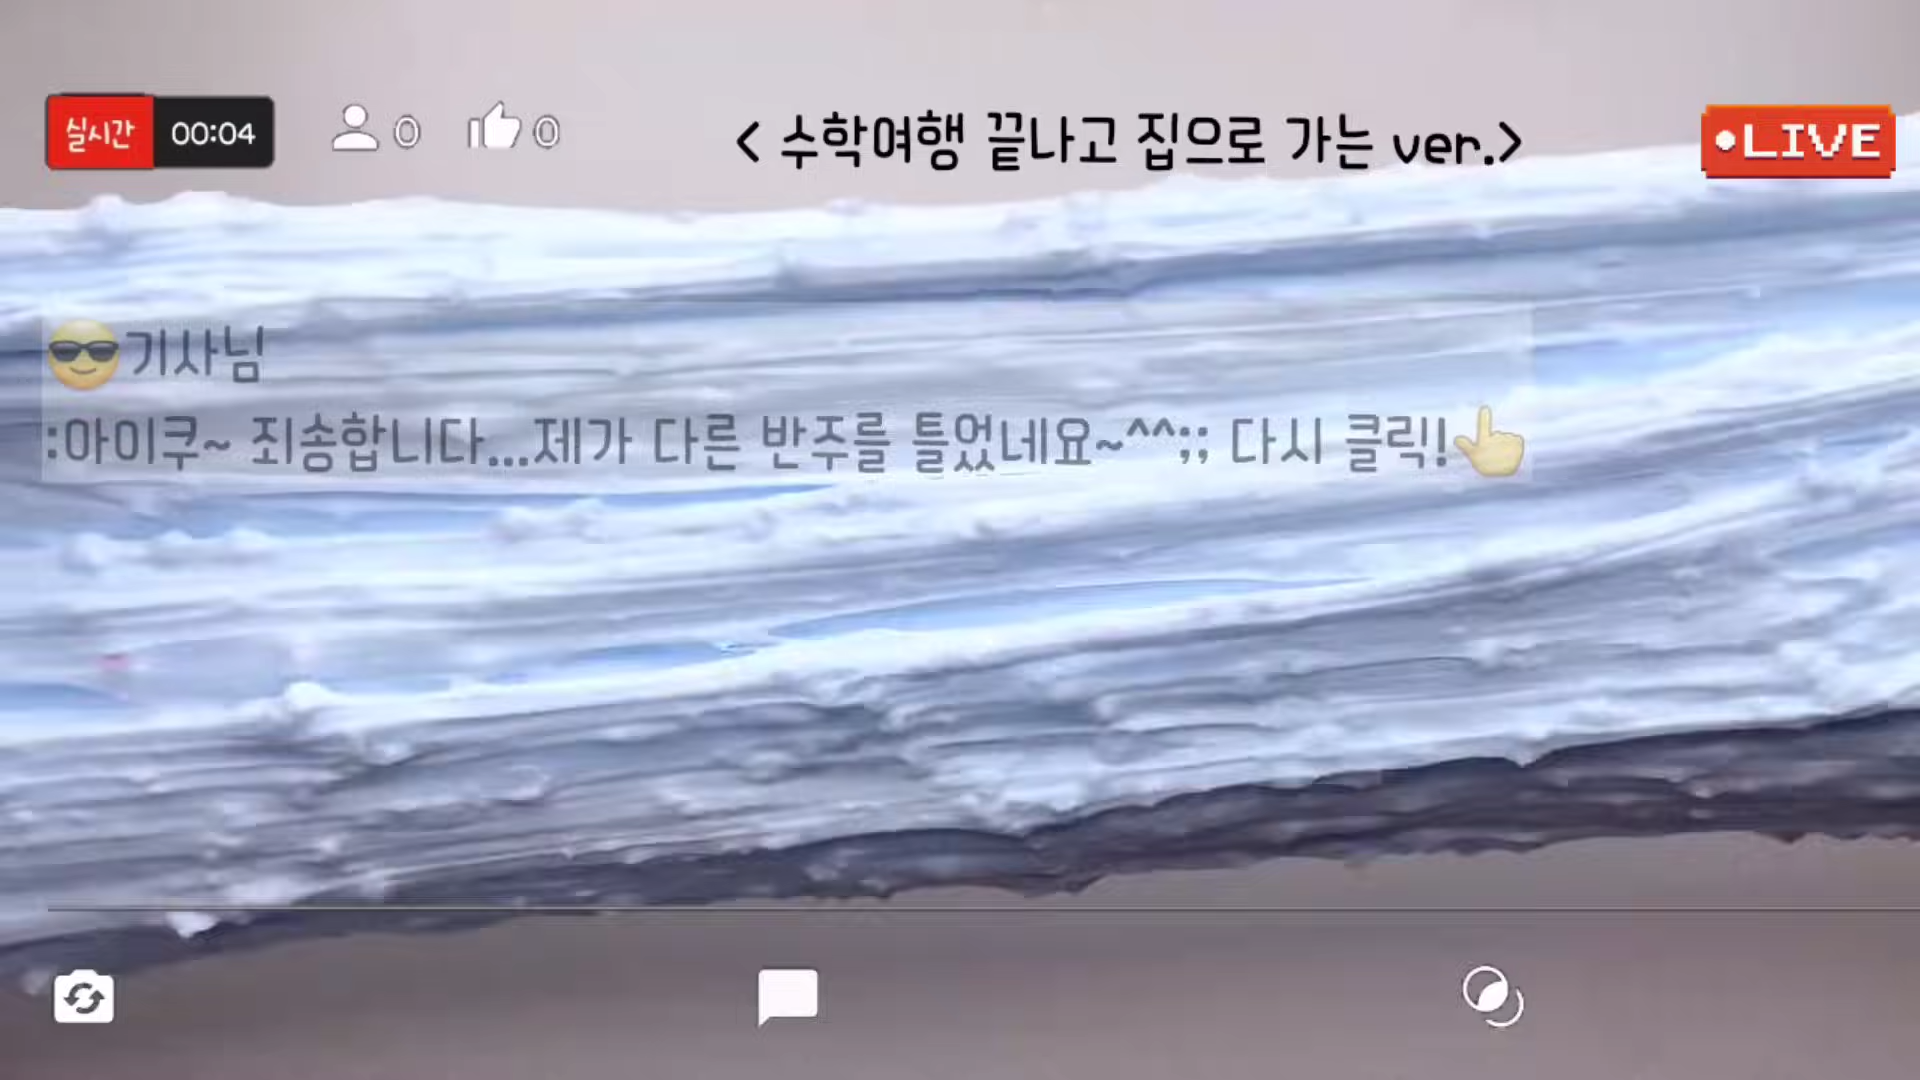 실시간 00:04 0 0 < 수학여행 끝나고 집으로 가는 ver.> •LIVE
😎기사님
:아이쿠~ 죄송합니다...제가 다른 반주를 틀었네요~^^;; 다시 클릭!👆